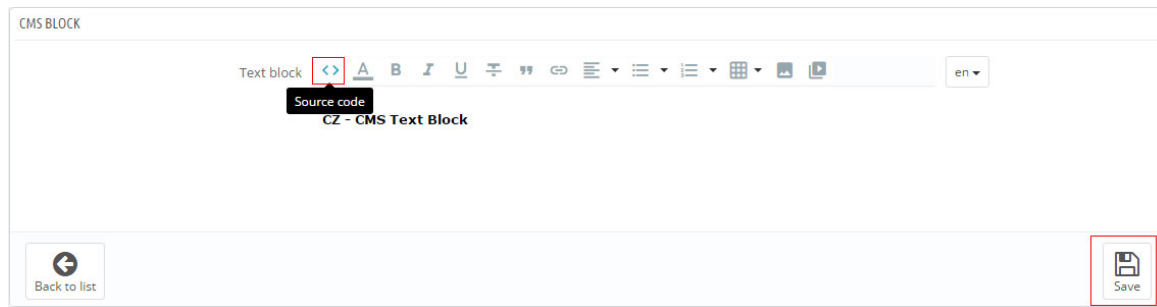 CMS BLOCK
Text block <> A B I U en
Source code
CZ - CMS Text Block
Back to list Save